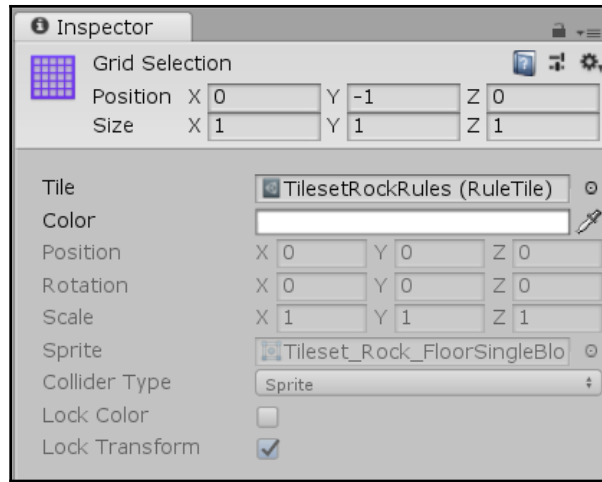 Inspector
Grid Selection
Position X 0 Y -1 Z 0
Size X 1 Y 1 Z 1
Tile TilesetRockRules (RuleTile)
Color
Position X 0 Y 0 Z 0
Rotation X 0 Y 0 Z 0
Scale X 1 Y 1 Z 1
Sprite Tileset_Rock_FloorSingleBlo
Collider Type Sprite
Lock Color
Lock Transform